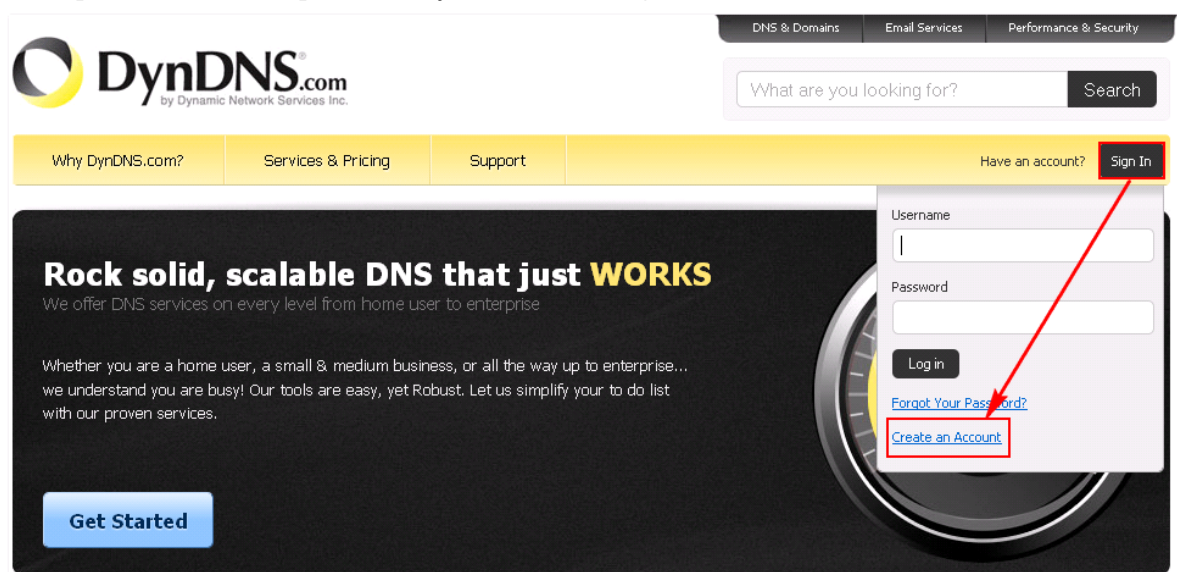 DNS & Domains Email Services Performance & Security
DynDNS®.com
by Dynamic Network Services Inc.
What are you looking for? Search
Why DynDNS.com? Services & Pricing Support Have an account? Sign In
Username
Password
Log in
Forgot Your Password?
Create an Account
Rock solid, scalable DNS that just WORKS
We offer DNS services on every level from home user to enterprise
Whether you are a home user, a small & medium business, or all the way up to enterprise...
we understand you are busy! Our tools are easy, yet Robust. Let us simplify your to do list
with our proven services.
Get Started